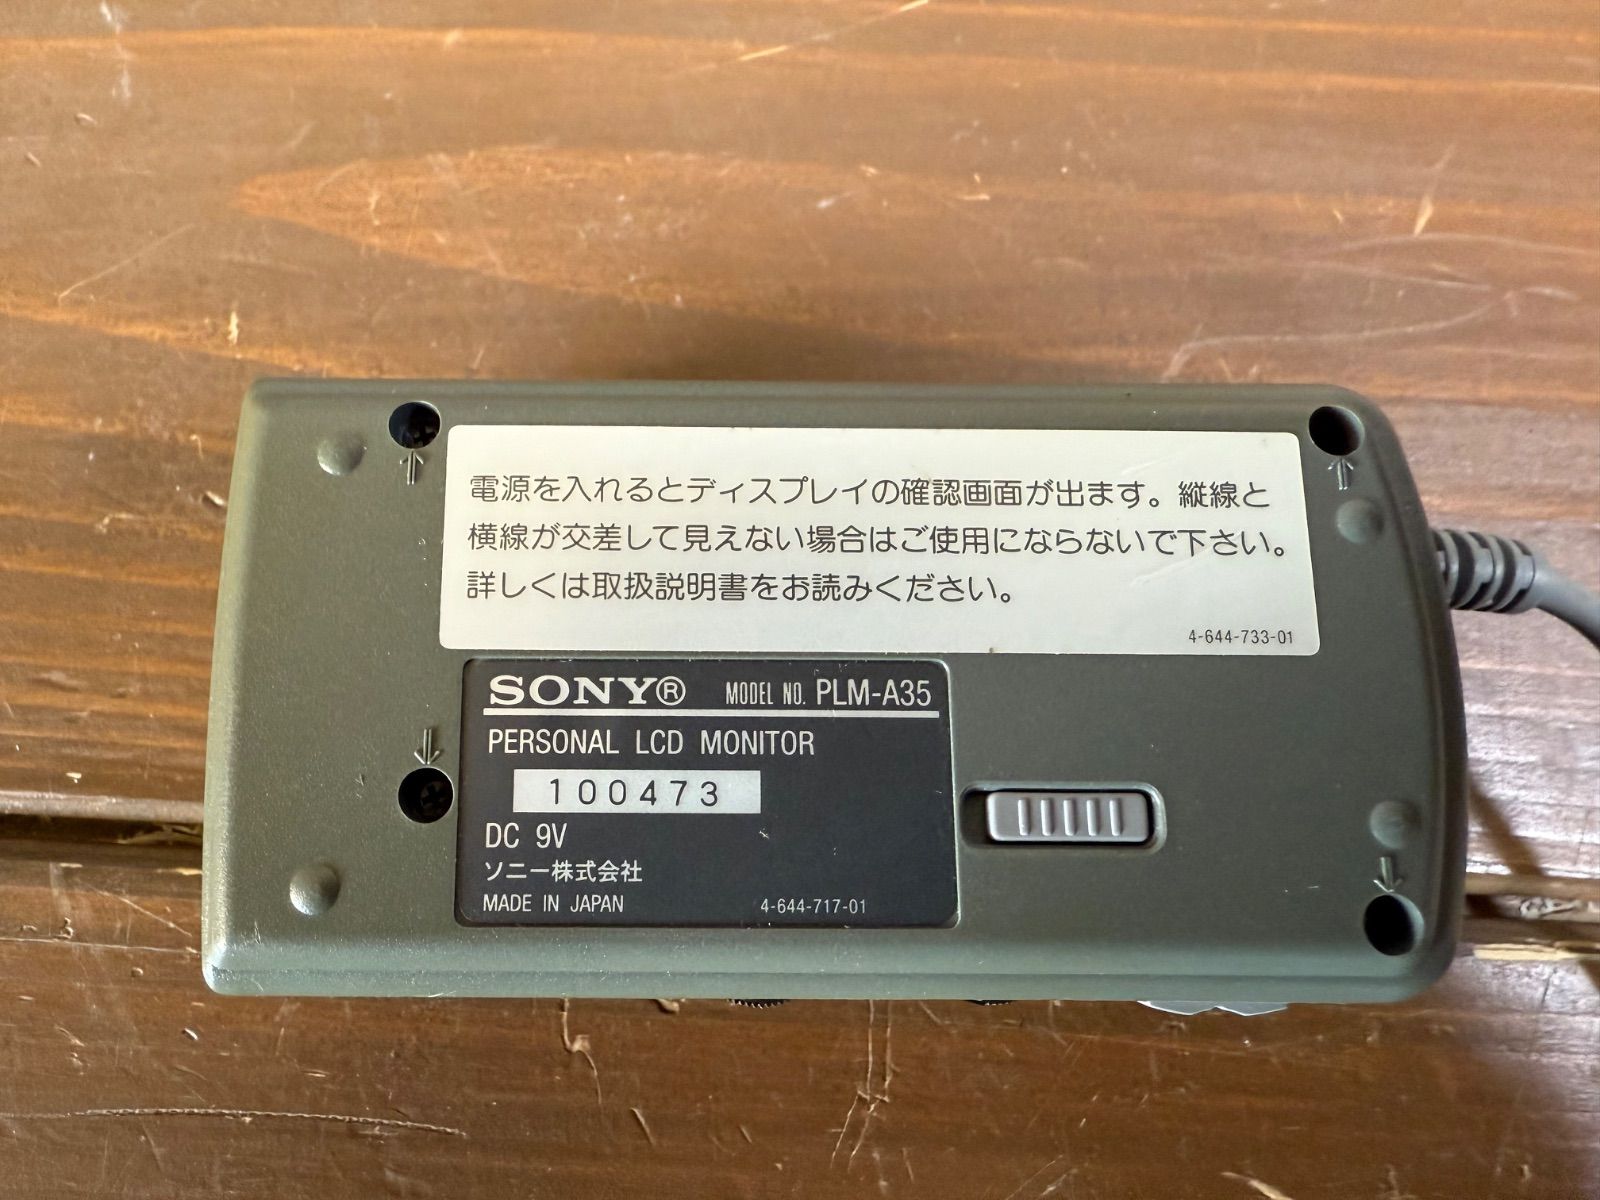 電源を入れるとディスプレイの確認画面が出ます。縦線と
横線が交差して見えない場合はご使用にならないで下さい。
詳しくは取扱説明書をお読みください。
4-644-733-01
SONY® MODEL NO. PLM-A35
PERSONAL LCD MONITOR
100473
DC 9V
ソニー株式会社
MADE IN JAPAN 4-644-717-01